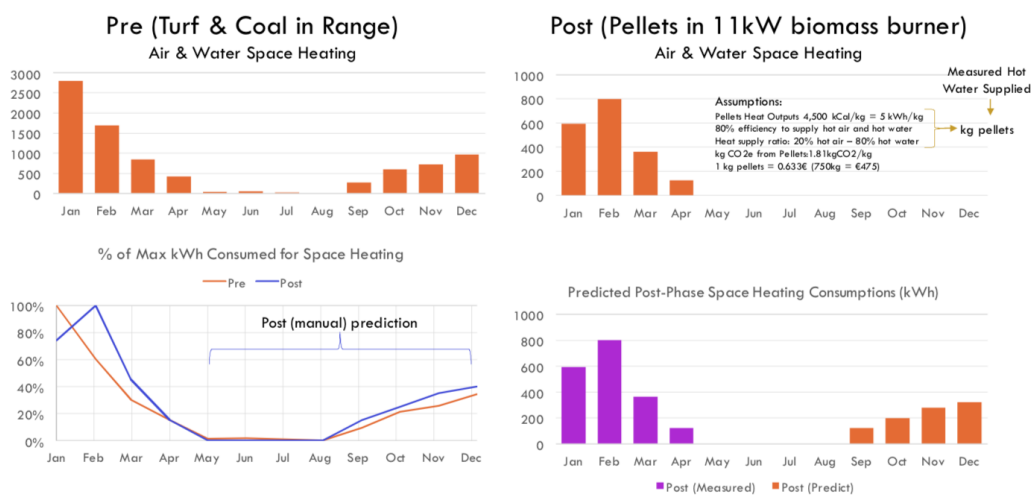 Pre (Turf & Coal in Range)
Air & Water Space Heating
3000
2500
2000
1500
1000
500
0
Jan Feb Mar Apr May Jun Jul Aug Sep Oct Nov Dec
Post (Pellets in 11kW biomass burner)
Air & Water Space Heating
1000
800
600
400
200
0
Jan Feb Mar Apr May Jun Jul Aug Sep Oct Nov Dec
Assumptions:
Pellets Heat Outputs 4,500 kCal/kg = 5 kWh/kg
80% efficiency to supply hot air and hot water
Heat supply ratio: 20% hot air – 80% hot water
kg CO2e from Pellets:1.81kgCO2/kg
1 kg pellets = 0.633€ (750kg = €475)
Measured Hot
Water Supplied
kg pellets
% of Max kWh Consumed for Space Heating
Pre Post
100%
80%
60%
40%
20%
0%
Post (manual) prediction
Jan Feb Mar Apr May Jun Jul Aug Sep Oct Nov Dec
Predicted Post-Phase Space Heating Consumptions (kWh)
1000
800
600
400
200
0
Jan Feb Mar Apr May Jun Jul Aug Sep Oct Nov Dec
Post (Measured) Post (Predict)